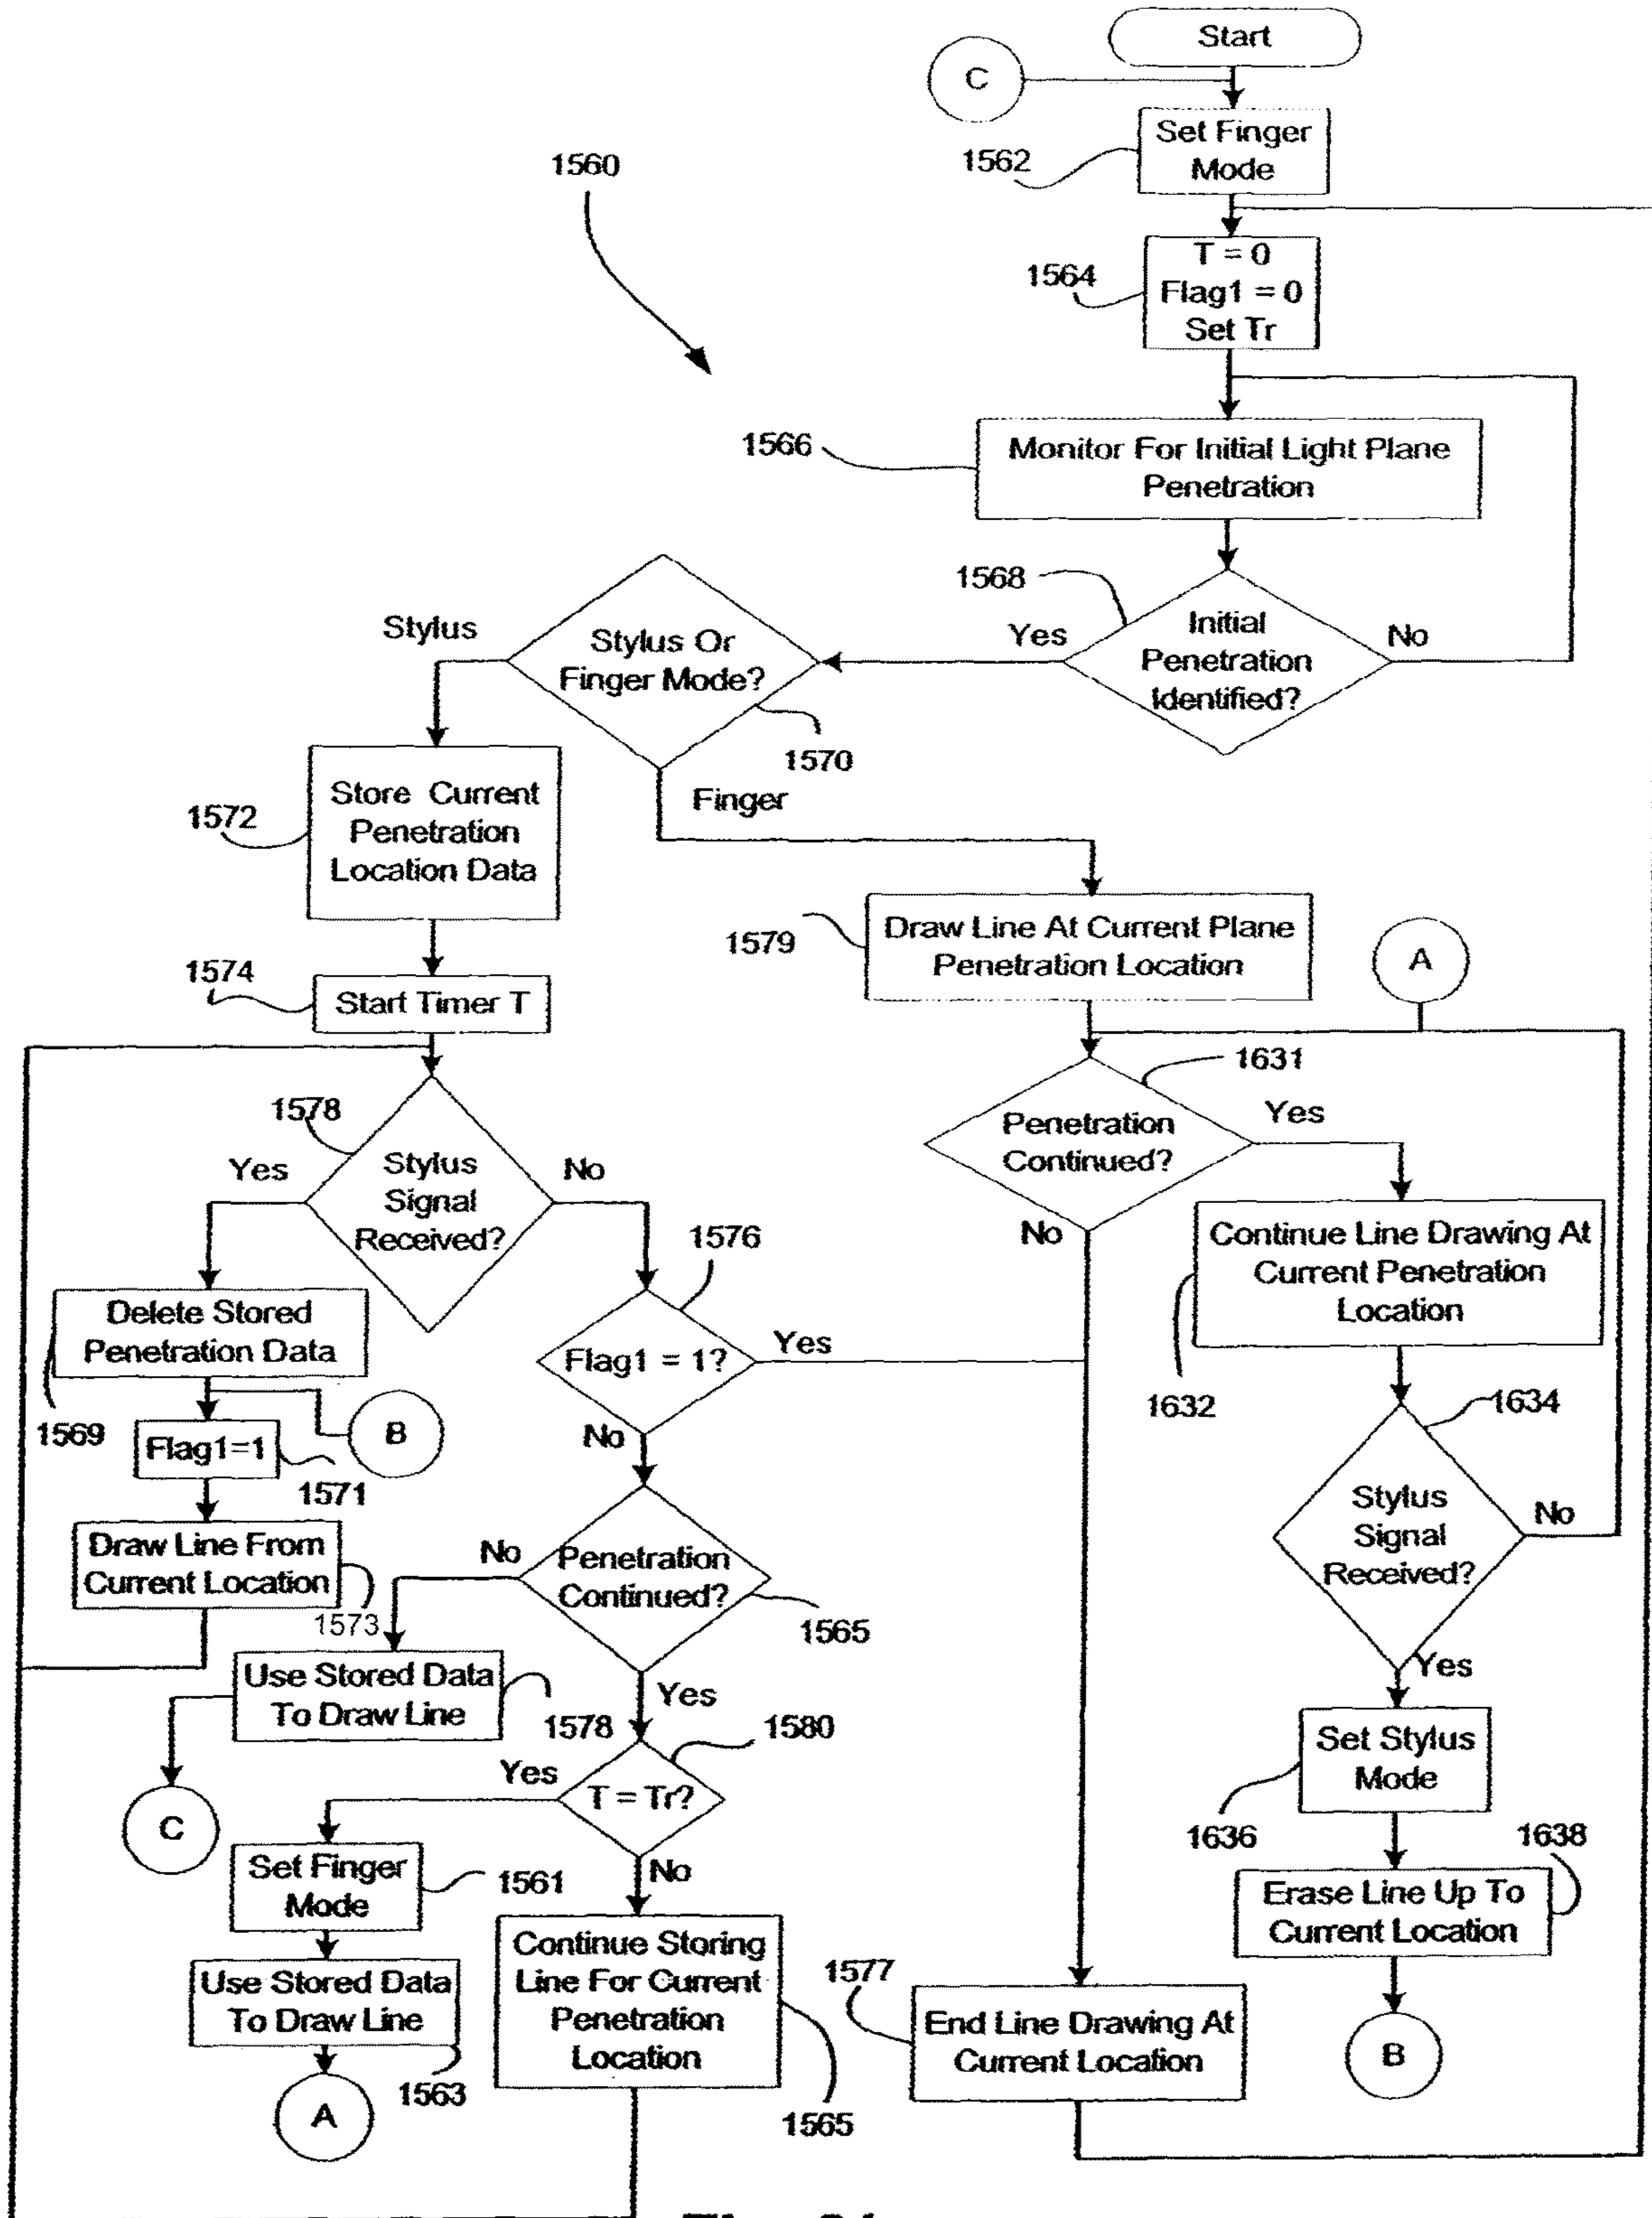 Start
C
Set Finger
Mode
1562
1560
T = 0
Flag1 = 0
Set Tr
1564
1566
Monitor For Initial Light Plane
Penetration
1568
Initial
Penetration
Identified?
Yes
No
Stylus
Stylus Or
Finger Mode?
1570
Finger
Store Current
Penetration
Location Data
1572
1579
Draw Line At Current Plane
Penetration Location
A
1574
Start Timer T
1631
Penetration
Continued?
Yes
No
1578
Stylus
Signal
Received?
Yes
No
1576
Continue Line Drawing At
Current Penetration
Location
1632
Delete Stored
Penetration Data
1569
Flag1 = 1?
Yes
No
B
Flag1=1
1571
1634
Stylus
Signal
Received?
No
Yes
Draw Line From
Current Location
1573
No
Penetration
Continued?
1565
Yes
Use Stored Data
To Draw Line
1578
1580
T = Tr?
Yes
No
C
Set Stylus
Mode
1636
1638
Set Finger
Mode
1561
Erase Line Up To
Current Location
Continue Storing
Line For Current
Penetration
Location
1565
Use Stored Data
To Draw Line
1563
1577
End Line Drawing At
Current Location
B
A